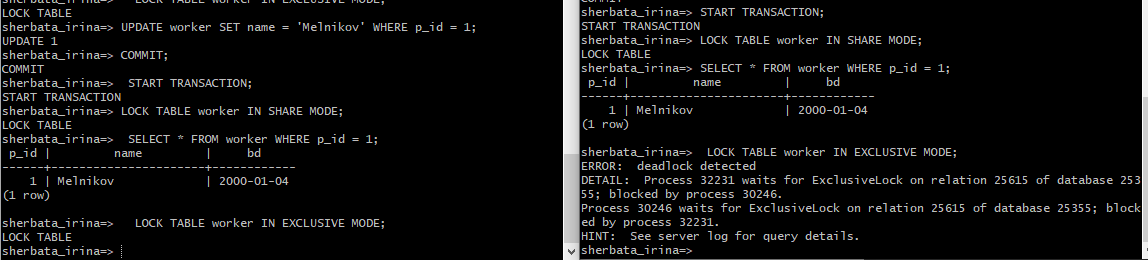 sherbata_irina=>   LOCK TABLE worker IN EXCLUSIVE MODE;
LOCK TABLE
sherbata_irina=> UPDATE worker SET name = 'Melnikov' WHERE p_id = 1;
UPDATE 1
sherbata_irina=> COMMIT;
COMMIT
sherbata_irina=>  START TRANSACTION;
START TRANSACTION
sherbata_irina=> LOCK TABLE worker IN SHARE MODE;
LOCK TABLE
sherbata_irina=>  SELECT * FROM worker WHERE p_id = 1;
 p_id |         name         |     bd
------+----------------------+------------
    1 | Melnikov             | 2000-01-04
(1 row)
sherbata_irina=>   LOCK TABLE worker IN EXCLUSIVE MODE;
LOCK TABLE
sherbata_irina=>
COMMIT
sherbata_irina=> START TRANSACTION;
START TRANSACTION
sherbata_irina=> LOCK TABLE worker IN SHARE MODE;
LOCK TABLE
sherbata_irina=> SELECT * FROM worker WHERE p_id = 1;
 p_id |         name         |     bd
------+----------------------+------------
    1 | Melnikov             | 2000-01-04
(1 row)
sherbata_irina=>  LOCK TABLE worker IN EXCLUSIVE MODE;
ERROR:  deadlock detected
DETAIL:  Process 32231 waits for ExclusiveLock on relation 25615 of database 253
55; blocked by process 30246.
Process 30246 waits for ExclusiveLock on relation 25615 of database 25355; block
ed by process 32231.
HINT:  See server log for query details.
sherbata_irina=>